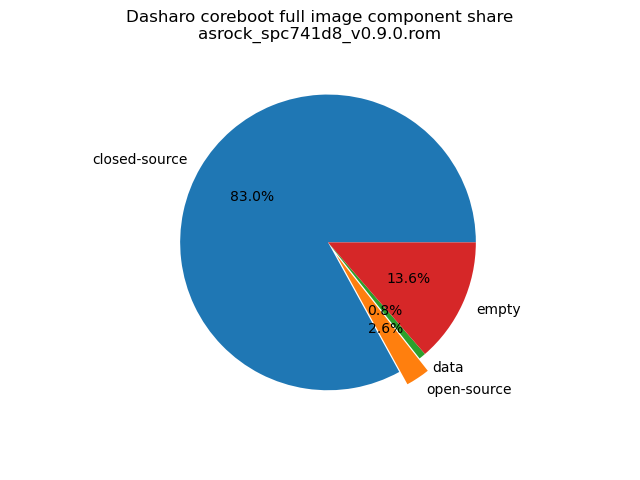 Dasharo coreboot full image component share
asrock_spc741d8_v0.9.0.rom
closed-source
83.0%
13.6%
empty
0.8%
2.6%
data
open-source